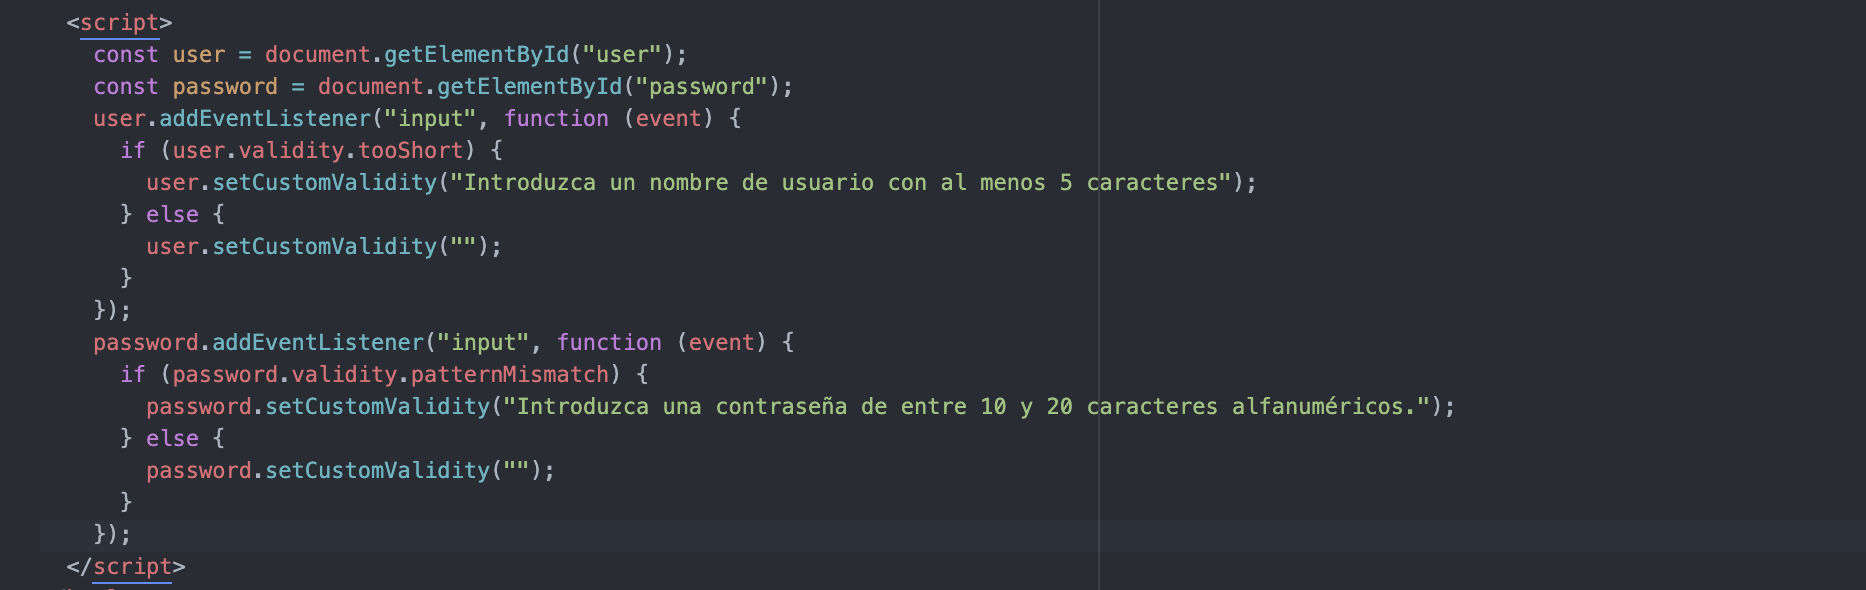 <script>
const user = document.getElementById("user");
const password = document.getElementById("password");
user.addEventListener("input", function (event) {
if (user.validity.tooShort) {
user.setCustomValidity("Introduzca un nombre de usuario con al menos 5 caracteres");
} else {
user.setCustomValidity("");
}
});
password.addEventListener("input", function (event) {
if (password.validity.patternMismatch) {
password.setCustomValidity("Introduzca una contraseña de entre 10 y 20 caracteres alfanuméricos.");
} else {
password.setCustomValidity("");
}
});
</script>